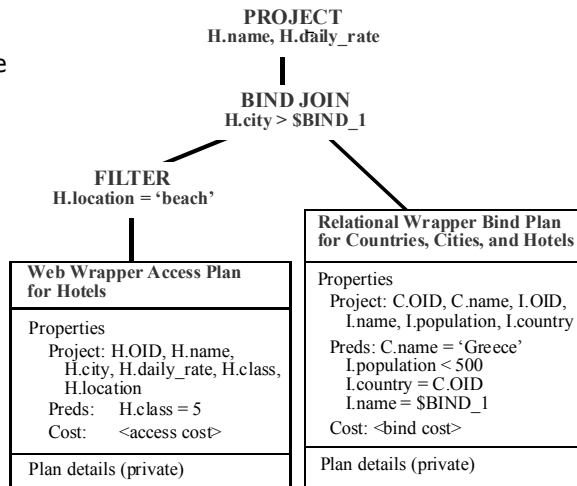 PROJECT
H.name, H.daily_rate
e
BIND JOIN
H.city > $BIND_1
FILTER
H.location = ‘beach’
Web Wrapper Access Plan
for Hotels
Properties
Project: H.OID, H.name,
H.city, H.daily_rate, H.class,
H.location
Preds: H.class = 5
Cost: <access cost>
Plan details (private)
Relational Wrapper Bind Plan
for Countries, Cities, and Hotels
Properties
Project: C.OID, C.name, I.OID,
I.name, I.population, I.country
Preds: C.name = ‘Greece’
I.population < 500
I.country = C.OID
I.name = $BIND_1
Cost: <bind cost>
Plan details (private)